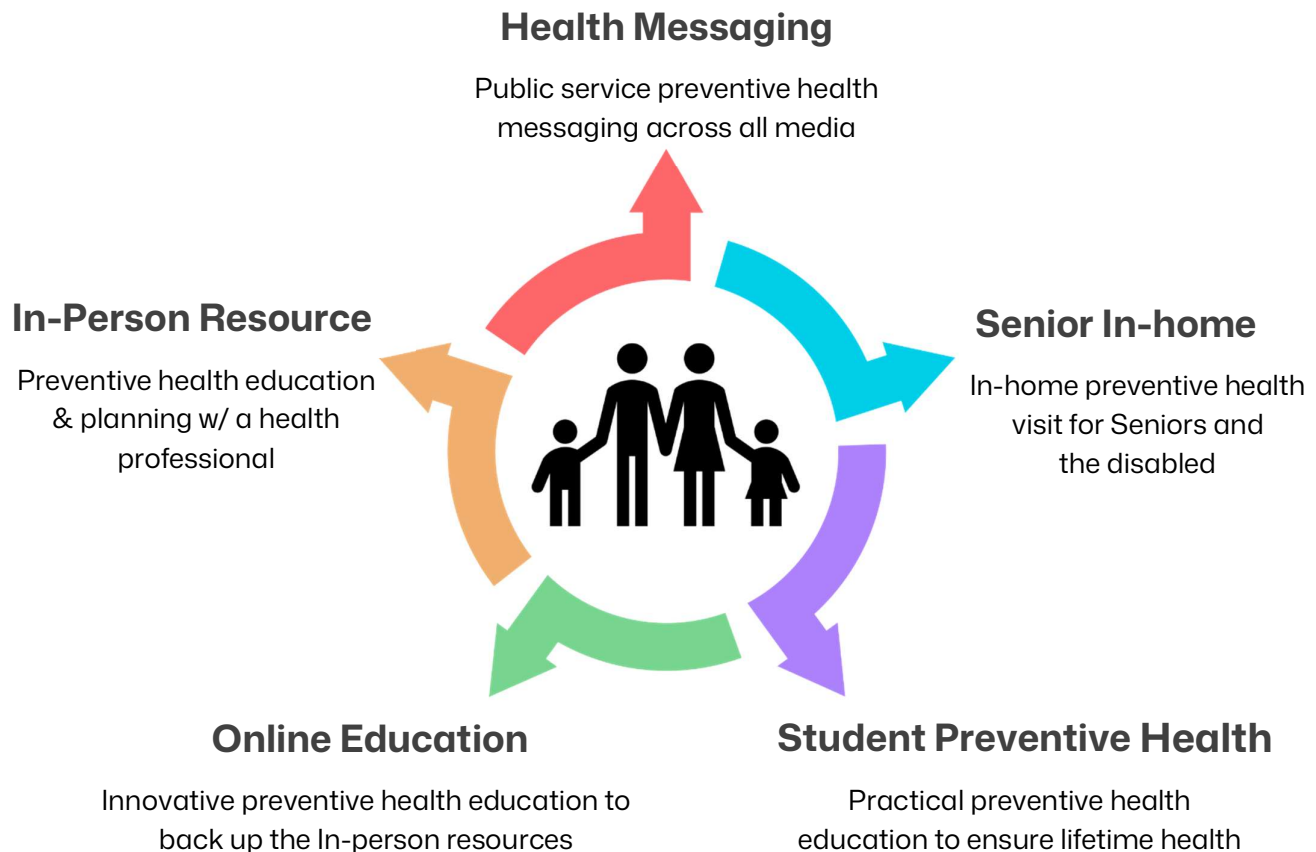 Health Messaging
Public service preventive health
messaging across all media
In-Person Resource
Preventive health education
& planning w/ a health
professional
Senior In-home
In-home preventive health
visit for Seniors and
the disabled
Online Education
Innovative preventive health education to
back up the In-person resources
Student Preventive Health
Practical preventive health
education to ensure lifetime health